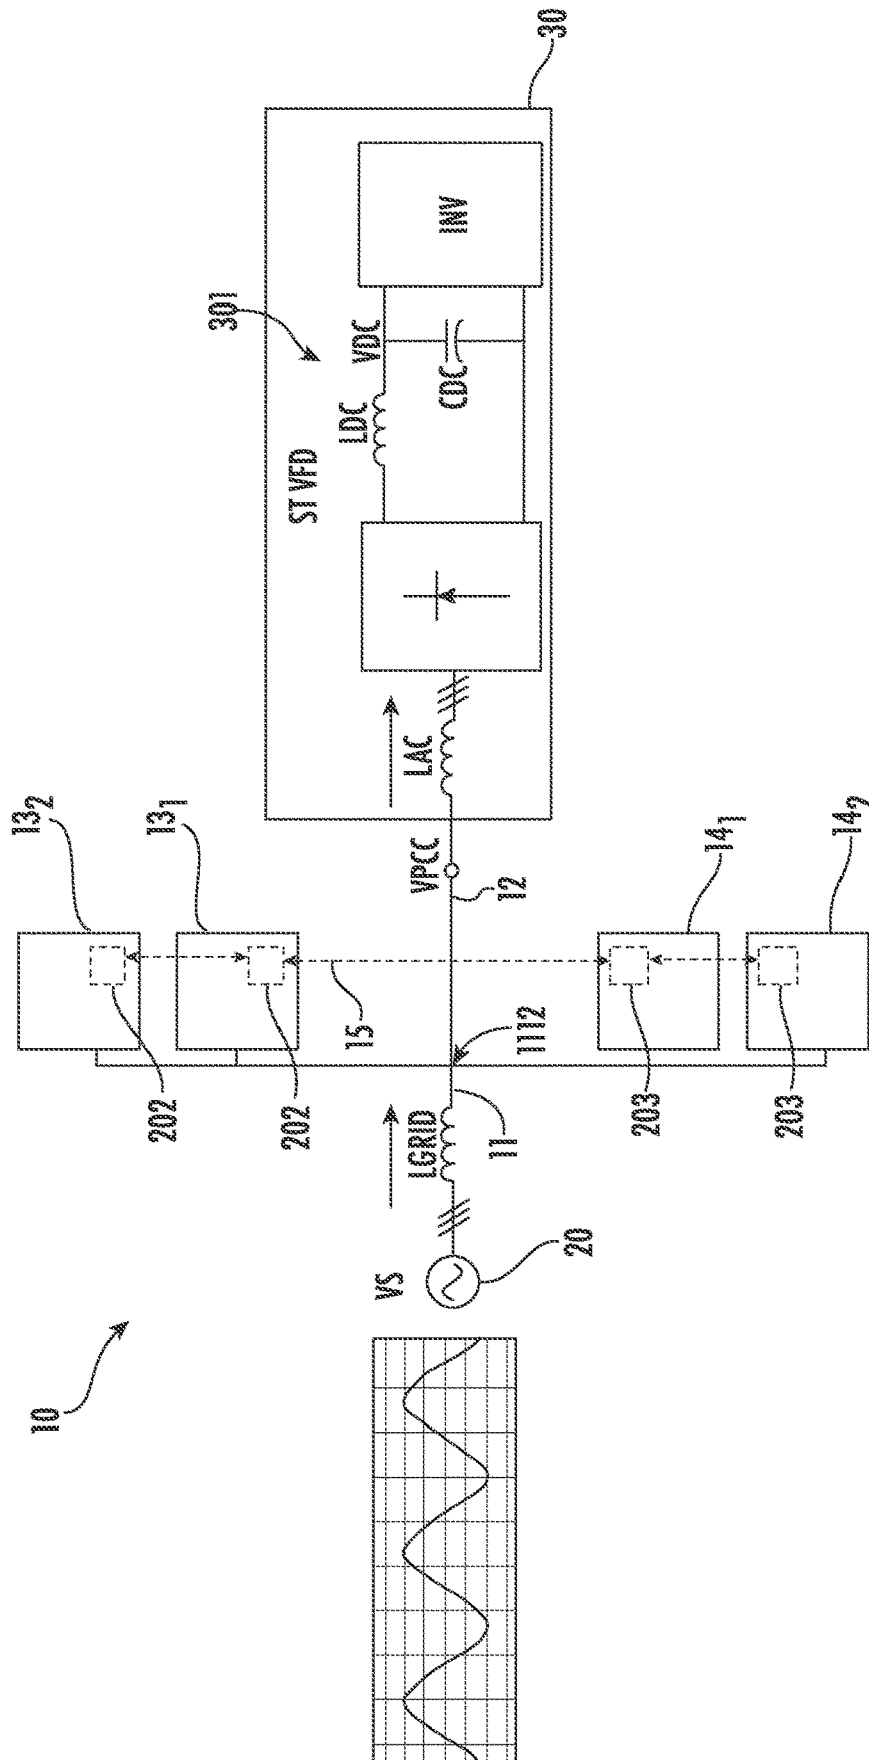 10
VS
20
LGRID
11
1112
202
202
203
203
15
13₂
13₁
14₁
14₂
VPCC
12
LAC
30
301
ST VFD
LDC
VDC
CDC
INV